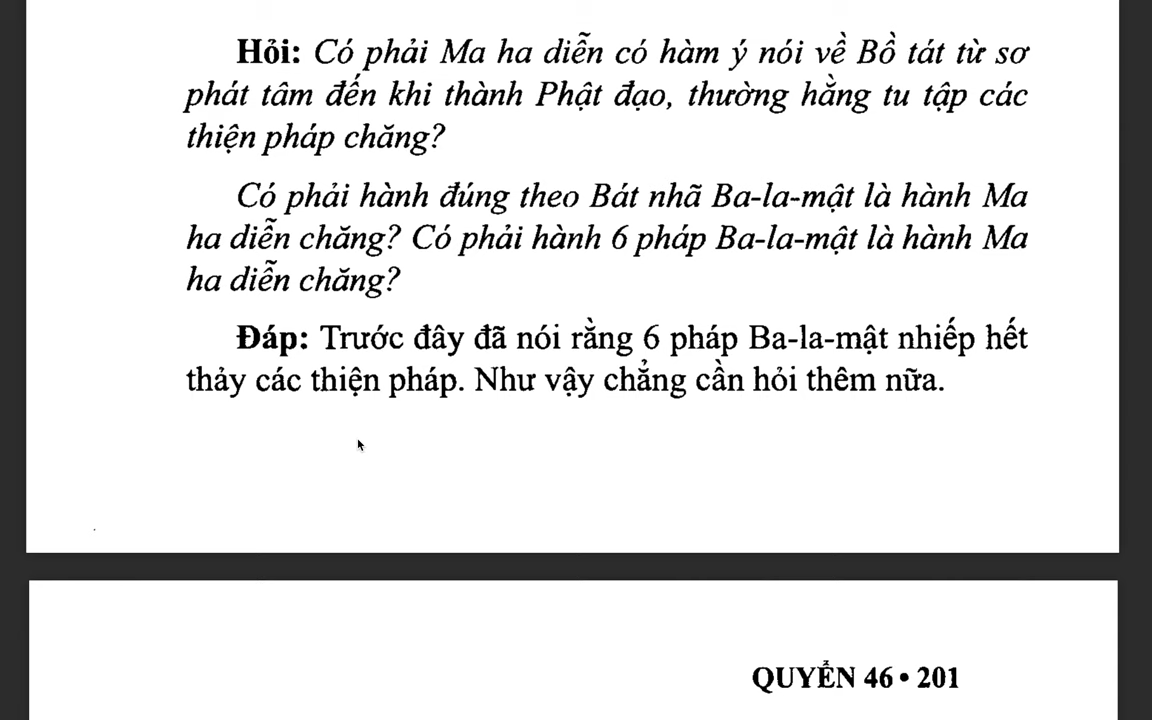 Hỏi: Có phải Ma ha diễn có hàm ý nói về Bồ tát từ sơ
phát tâm đến khi thành Phật đạo, thường hằng tu tập các
thiện pháp chăng?
Có phải hành đúng theo Bát nhã Ba-la-mật là hành Ma
ha diễn chăng? Có phải hành 6 pháp Ba-la-mật là hành Ma
ha diễn chăng?
Đáp: Trước đây đã nói rằng 6 pháp Ba-la-mật nhiếp hết
thảy các thiện pháp. Như vậy chẳng cần hỏi thêm nữa.
QUYỂN 46 • 201